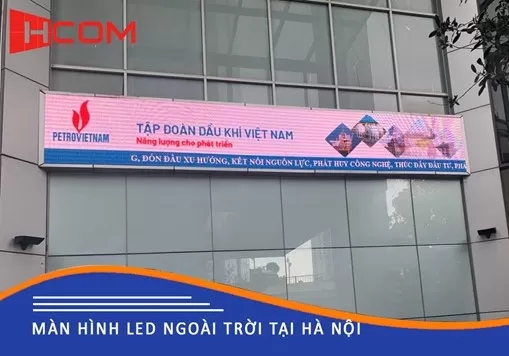 HCOM
PETROVIETNAM
TẬP ĐOÀN DẦU KHÍ VIỆT NAM
Năng lượng cho phát triển
G, ĐÓN ĐẦU XU HƯỚNG, KẾT NỐI NGUỒN LỰC, PHÁT HUY CÔNG NGHỆ, THÚC ĐẨY ĐẦU TƯ, PHÁ
MÀN HÌNH LED NGOÀI TRỜI TẠI HÀ NỘI